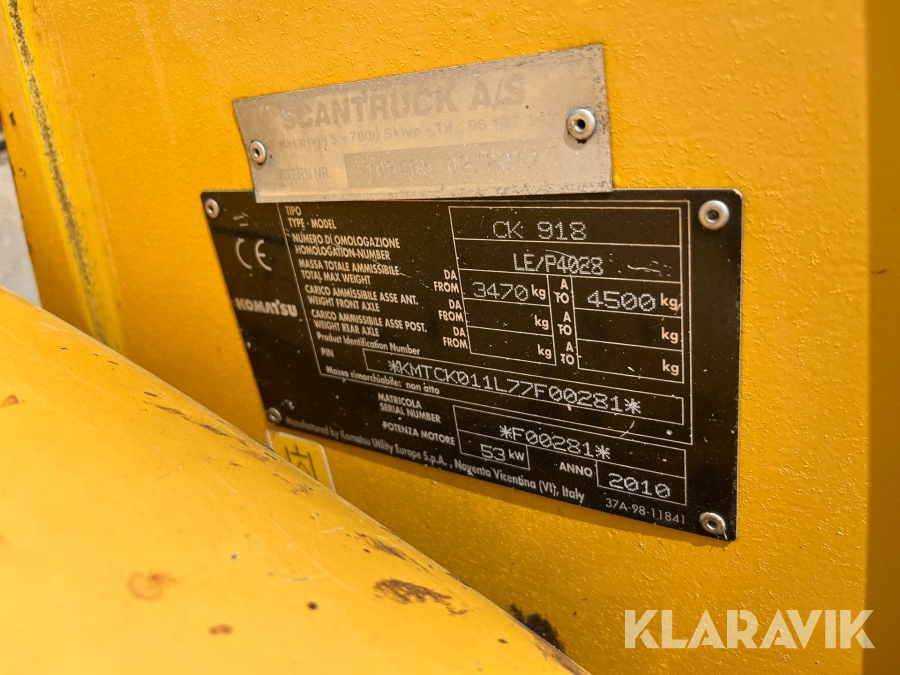 SCANTRUCK A/S
5 - 7800 Skive - Tlf. 96
TIPO
TYPE - MODEL
CK 918
NUMERO DI OMOLOGAZIONE
HOMOLOGATION-NUMBER
LE/P4028
MASSA TOTALE AMMISSIBILE
TOTAL MAX WEIGHT
DA
FROM
3470 kg
A
TO
4500 kg
CARICO AMMISSIBILE ASSE ANT.
WEIGHT FRONT AXLE
DA
FROM
kg
A
TO
kg
CARICO AMMISSIBILE ASSE POST.
WEIGHT REAR AXLE
DA
FROM
kg
A
TO
kg
Product Identification Number
PIN
*KMTCK011L77F00281*
Massa rimorchiabile: non atto
MATRICOLA
SERIAL NUMBER
*F00281*
POTENZA MOTORE
53 kW
ANNO
2010
Manufactured by Komatsu Utility Europe S.p.A., Noventa Vicentina (VI), Italy
37A-98-11841
CE
KOMATSU
KLARAVIK